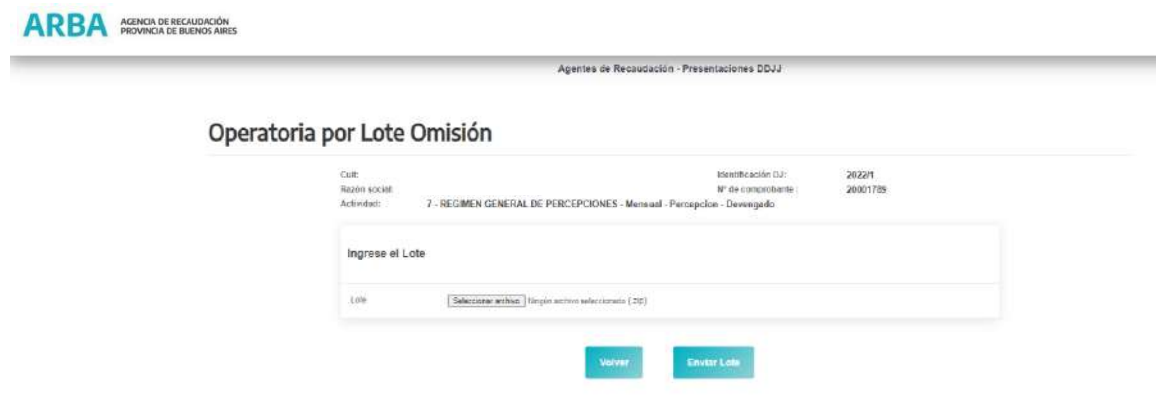 ARBA AGENCIA DE RECAUDACIÓN
PROVINCIA DE BUENOS AIRES
Agentes de Recaudación - Presentaciones DDJJ
Operatoria por Lote Omisión
Cuit: Identificación DJ: 2022/1
Razón social: Nº de comprobante : 20001789
Actividad: 7 - REGIMEN GENERAL DE PERCEPCIONES - Mensual - Percepcion - Devengado
Ingrese el Lote
Lote Seleccionar archivo Ningún archivo seleccionado (.zip)
Volver Enviar Lote